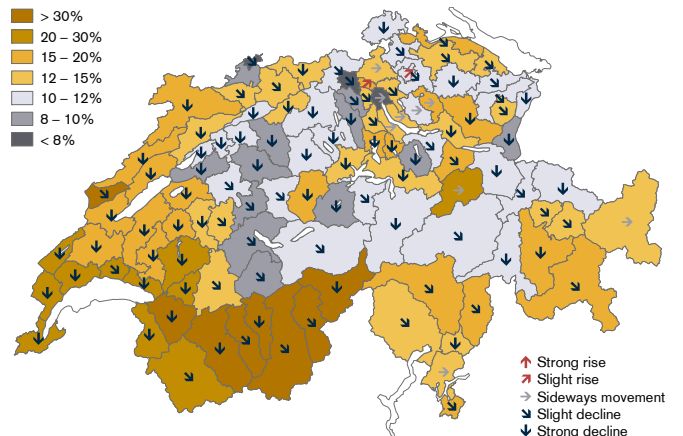 > 30%
20 – 30%
15 – 20%
12 – 15%
10 – 12%
8 – 10%
< 8%
Strong rise
Slight rise
Sideways movement
Slight decline
Strong decline